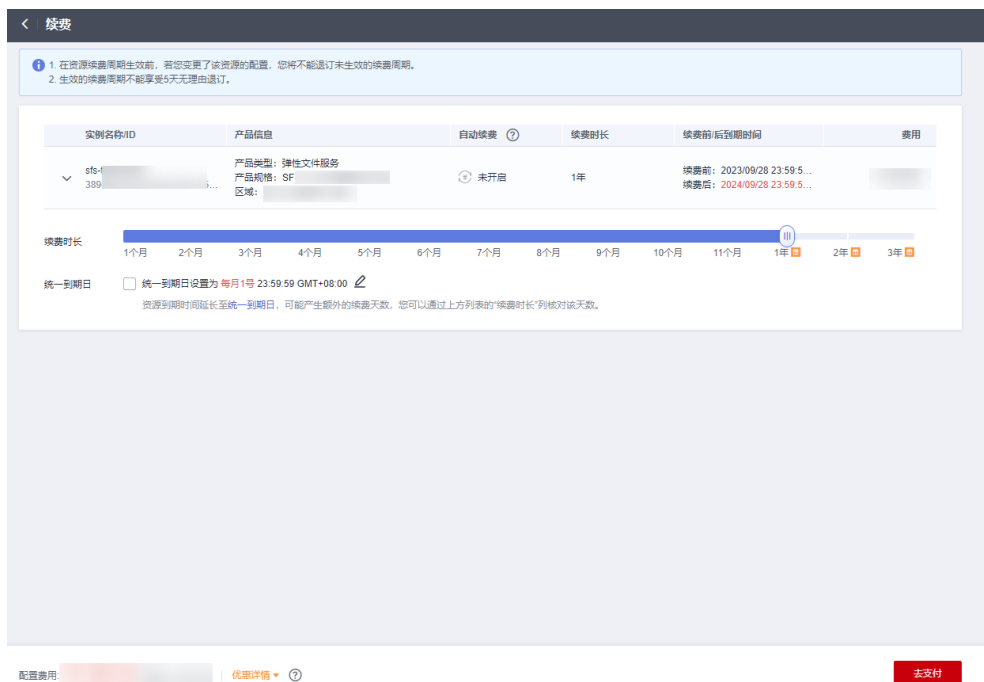 续费
1. 在资源续费周期生效前，若您变更了该资源的配置，您将不能退订未生效的续费周期。
2. 生效的续费周期不能享受5天无理由退订。
实例名称/ID 产品信息 自动续费 ? 续费时长 续费前/后到期时间 费用
sfs-
389 5...
产品类型：弹性文件服务
产品规格：SF
区域：
未开启
1年
续费前：2023/09/28 23:59:5...
续费后：2024/09/28 23:59:5...
续费时长
1个月 2个月 3个月 4个月 5个月 6个月 7个月 8个月 9个月 10个月 11个月 1年 2年 3年
统一到期日 统一到期日设置为 每月1号 23:59:59 GMT+08:00
资源到期时间延长至统一到期日，可能产生额外的续费天数，您可以通过上方列表的“续费时长”列核对该天数。
配置费用: 优惠详情 ? 去支付